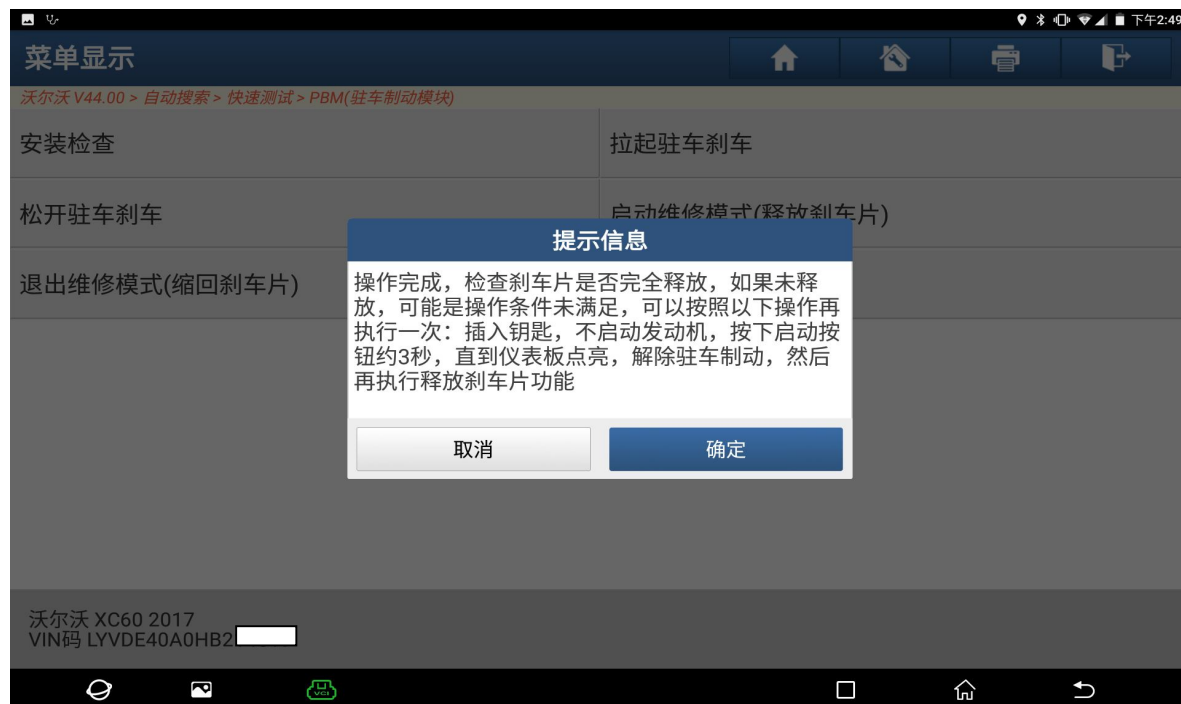 下午2:49
菜单显示
沃尔沃 V44.00 > 自动搜索 > 快速测试 > PBM(驻车制动模块)
安装检查
拉起驻车刹车
松开驻车刹车
启动维修模式(释放刹车片)
退出维修模式(缩回刹车片)
提示信息
操作完成，检查刹车片是否完全释放，如果未释
放，可能是操作条件未满足，可以按照以下操作再
执行一次：插入钥匙，不启动发动机，按下启动按
钮约3秒，直到仪表板点亮，解除驻车制动，然后
再执行释放刹车片功能
取消
确定
沃尔沃 XC60 2017
VIN码 LYVDE40A0HB2
VCI